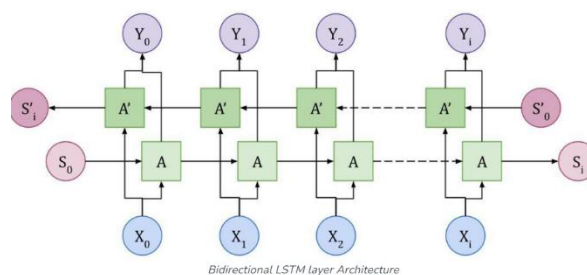 Y₀ Y₁ Y₂ Yᵢ
S'ᵢ A' A' A' A' S'₀
S₀ A A A A Sᵢ
X₀ X₁ X₂ Xᵢ
Bidirectional LSTM layer Architecture